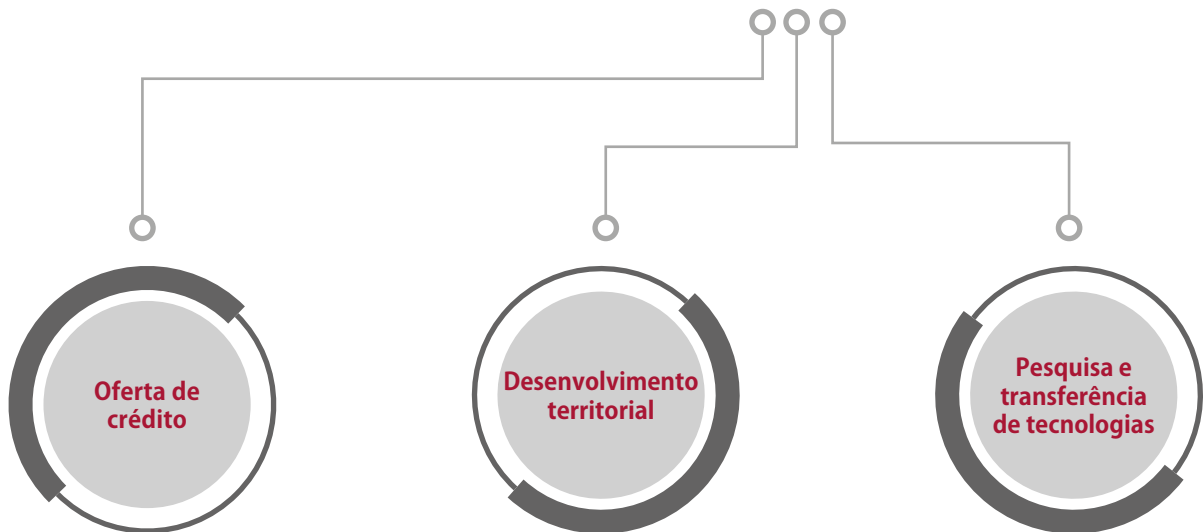 Oferta de
crédito
Desenvolvimento
territorial
Pesquisa e
transferência
de tecnologias